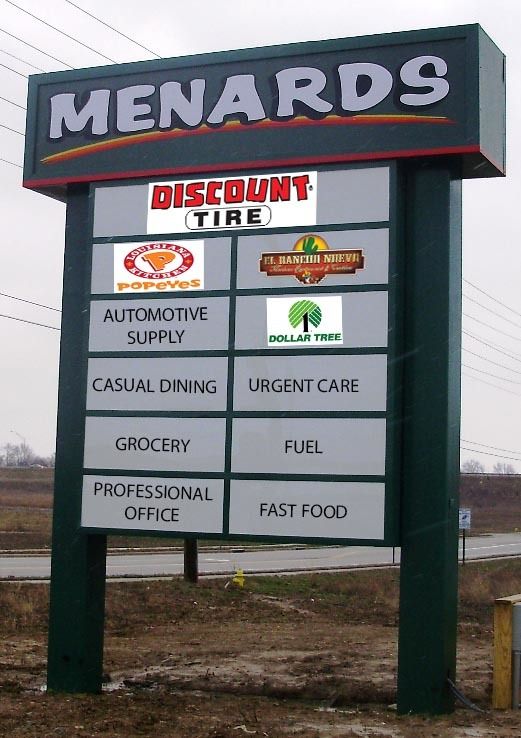 MENARDS
DISCOUNT
TIRE
LOUISIANA
KITCHEN
POPEYES
EL RANCHO NUEVO
AUTOMOTIVE
SUPPLY
1
DOLLAR TREE
CASUAL DINING
URGENT CARE
GROCERY
FUEL
PROFESSIONAL
OFFICE
FAST FOOD